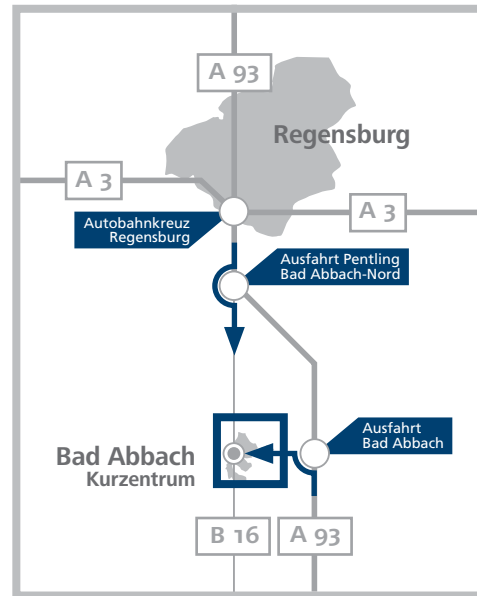 A 93
Regensburg
A 3
A 3
Autobahnkreuz
Regensburg
Ausfahrt Pentling
Bad Abbach-Nord
Ausfahrt
Bad Abbach
Bad Abbach
Kurzentrum
B 16
A 93